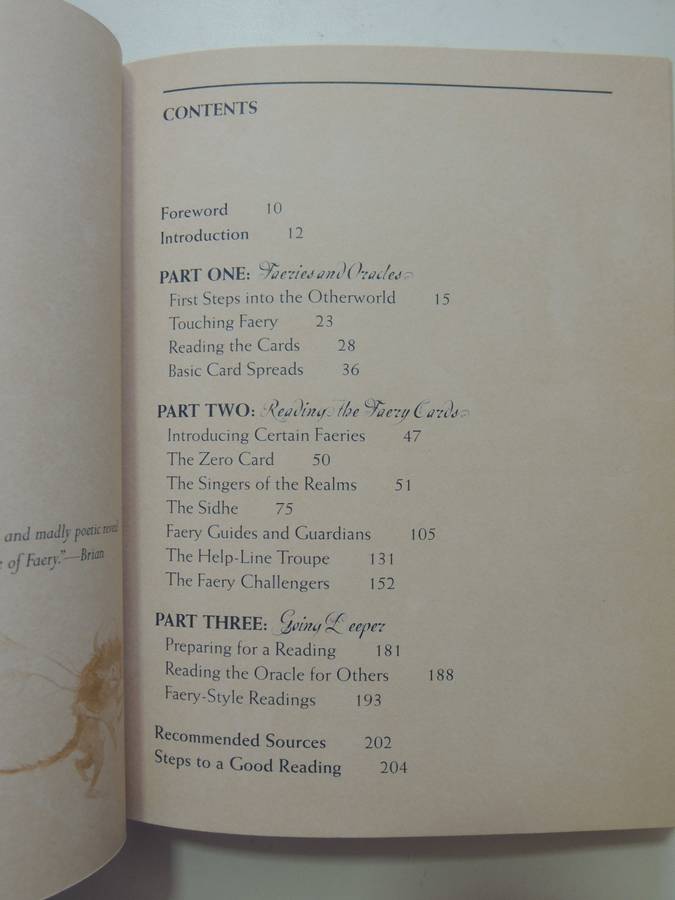 and madly poetic
of Faery."—Brian
CONTENTS
Foreword 10
Introduction 12
PART ONE: Faeries and Oracles
First Steps into the Otherworld 15
Touching Faery 23
Reading the Cards 28
Basic Card Spreads 36
PART TWO: Reading the Faery Cards
Introducing Certain Faeries 47
The Zero Card 50
The Singers of the Realms 51
The Sidhe 75
Faery Guides and Guardians 105
The Help-Line Troupe 131
The Faery Challengers 152
PART THREE: Going Deeper
Preparing for a Reading 181
Reading the Oracle for Others 188
Faery-Style Readings 193
Recommended Sources 202
Steps to a Good Reading 204